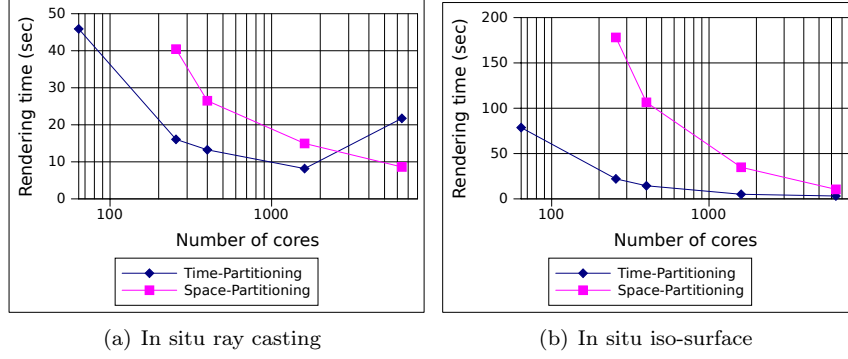 50
40
30
20
10
0
Rendering time (sec)
100
1000
Number of cores
Time-Partitioning
Space-Partitioning
(a) In situ ray casting
200
150
100
50
0
Rendering time (sec)
100
1000
Number of cores
Time-Partitioning
Space-Partitioning
(b) In situ iso-surface